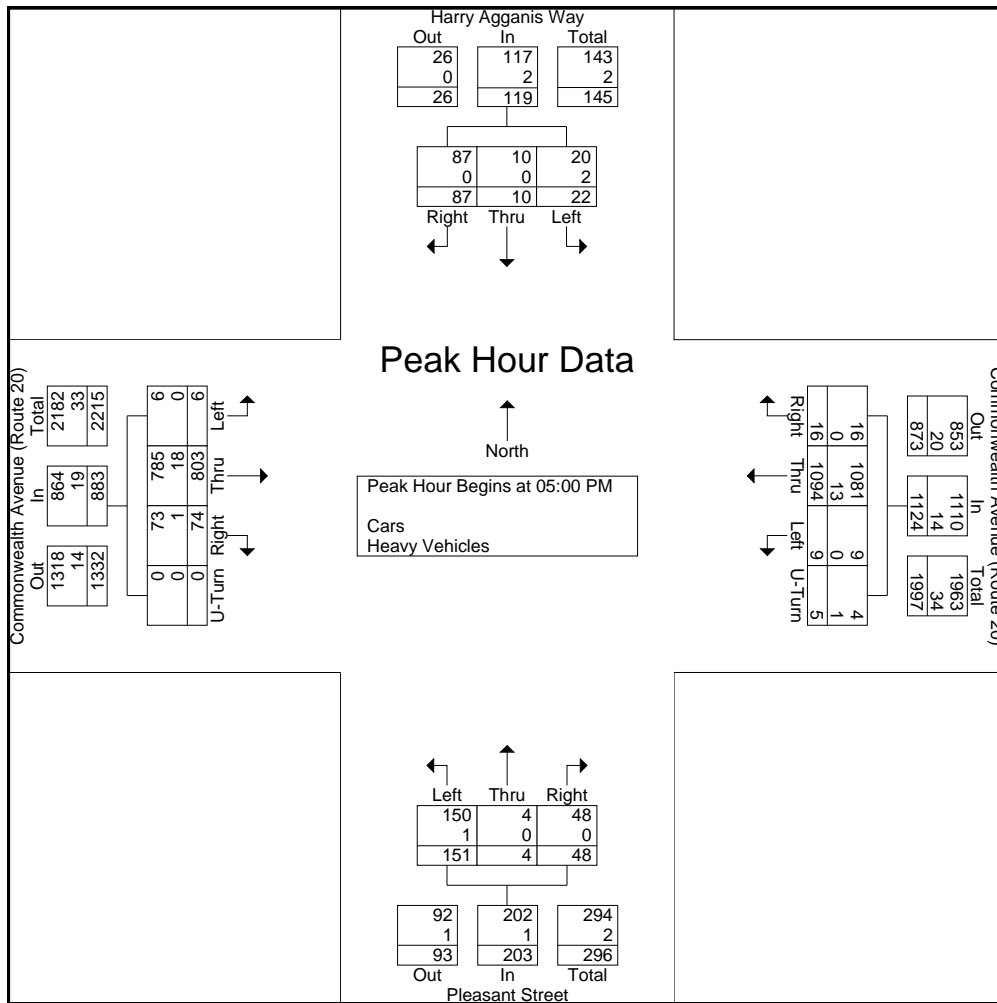 Harry Agganis Way
Out In Total
26 117 143
0 2 2
26 119 145
87 10 20
0 0 2
87 10 22
Right Thru Left
Peak Hour Data
North
Peak Hour Begins at 05:00 PM
Cars
Heavy Vehicles
Commonwealth Avenue (Route 20)
Out In Total
1318 864 2182
14 19 33
1332 883 2215
0 73 785 6
0 1 18 0
0 74 803 6
U-Turn Right Thru Left
Commonwealth Avenue (Route 20)
Out In Total
853 1110 1963
20 14 34
873 1124 1997
16 1081 9 4
0 13 0 1
16 1094 9 5
Right Thru Left U-Turn
Left Thru Right
150 4 48
1 0 0
151 4 48
92 202 294
1 1 2
93 203 296
Out In Total
Pleasant Street